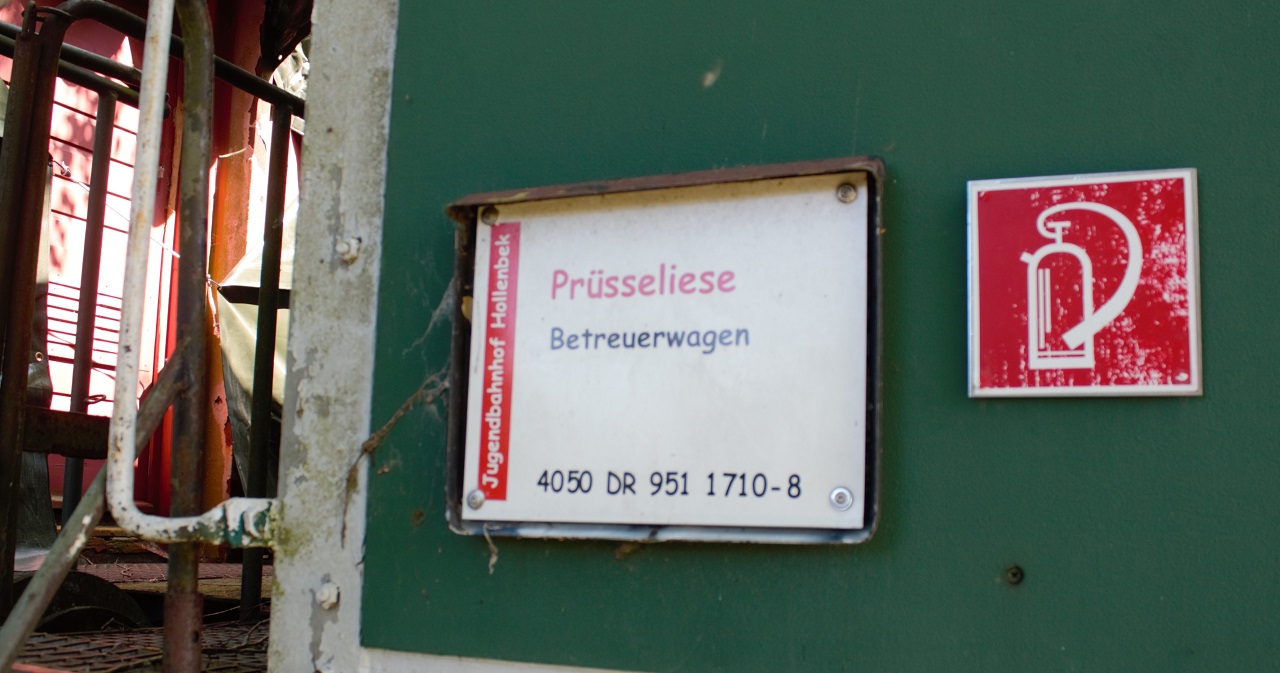 Jugendbahnhof Hollenbek
Prüsseliese
Betreuerwagen
4050 DR 951 1710-8